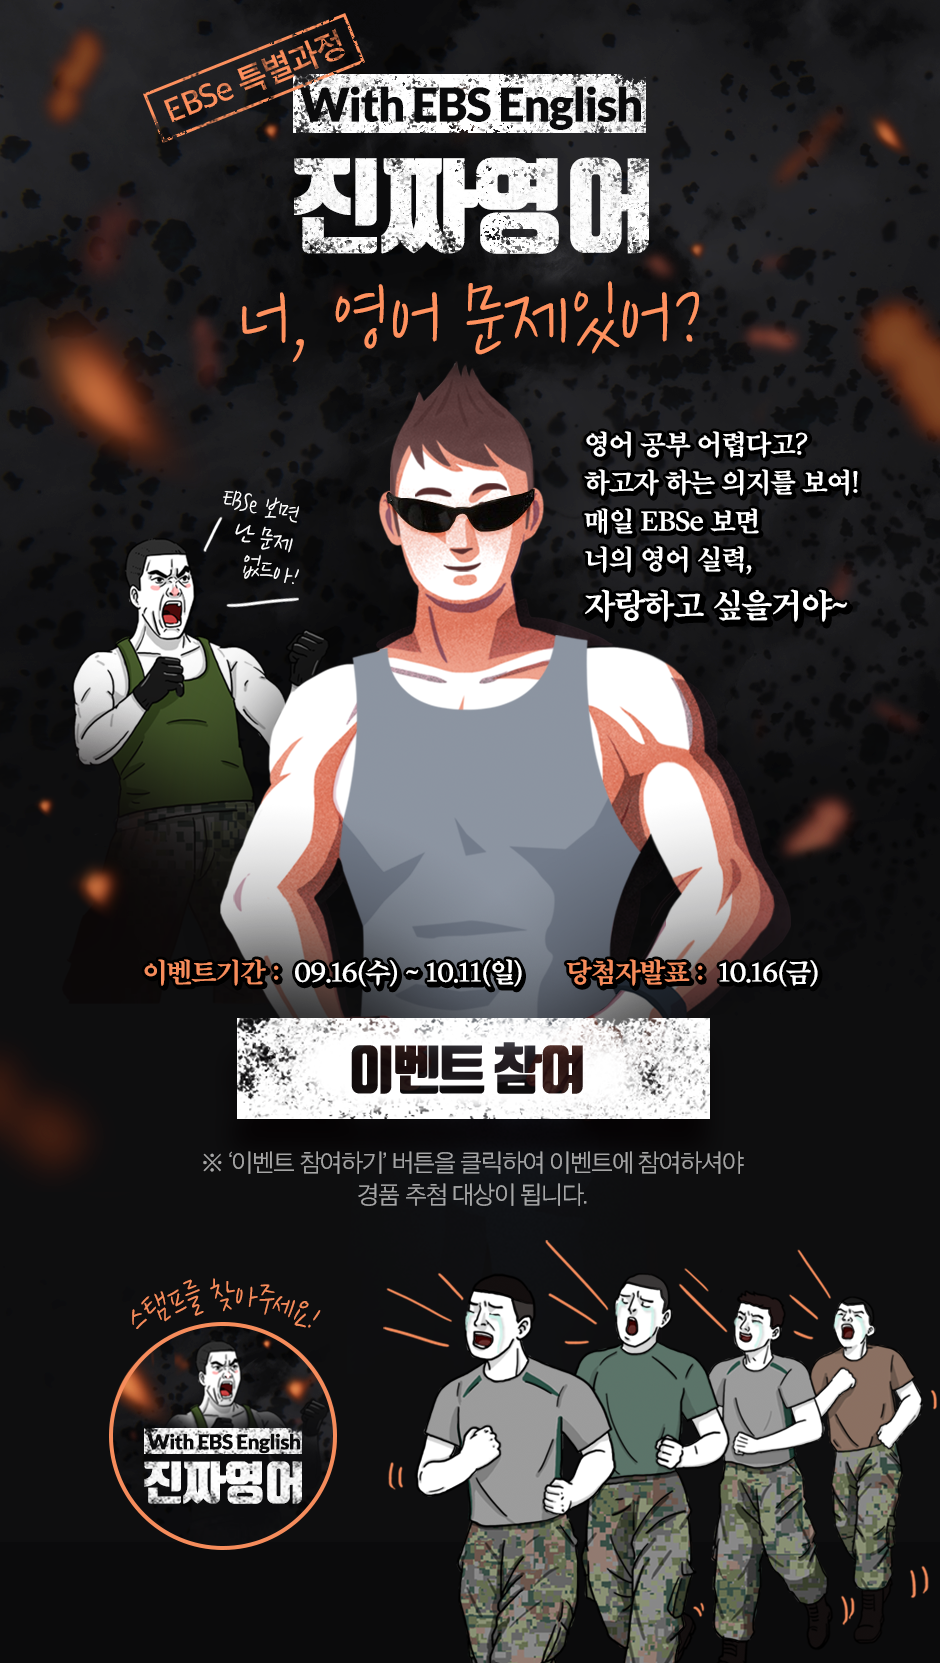 EBSe 특별과정
With EBS English
진짜영어
너, 영어 문제있어?
영어 공부 어렵다고?
하고자 하는 의지를 보여!
매일 EBSe 보면
너의 영어 실력,
자랑하고 싶을거야~
EBSe 보면
난 문제
없드아!
이벤트기간 : 09.16(수) ~ 10.11(일) 당첨자발표 : 10.16(금)
이벤트 참여
※ ‘이벤트 참여하기’ 버튼을 클릭하여 이벤트에 참여하셔야
경품 추첨 대상이 됩니다.
스탬프를 찾아주세요!
With EBS English
진짜영어